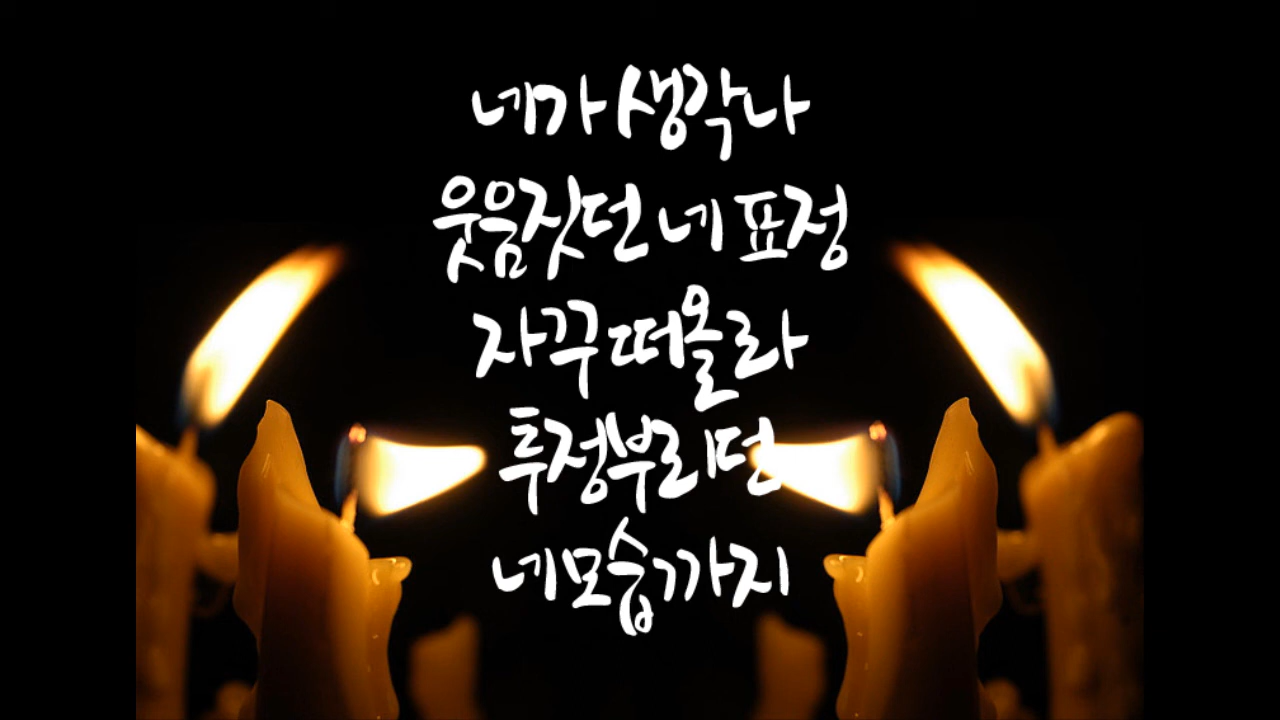 네가 생각나
웃음짓던 네 표정
자꾸 떠올라
투정부리던
네모습까지